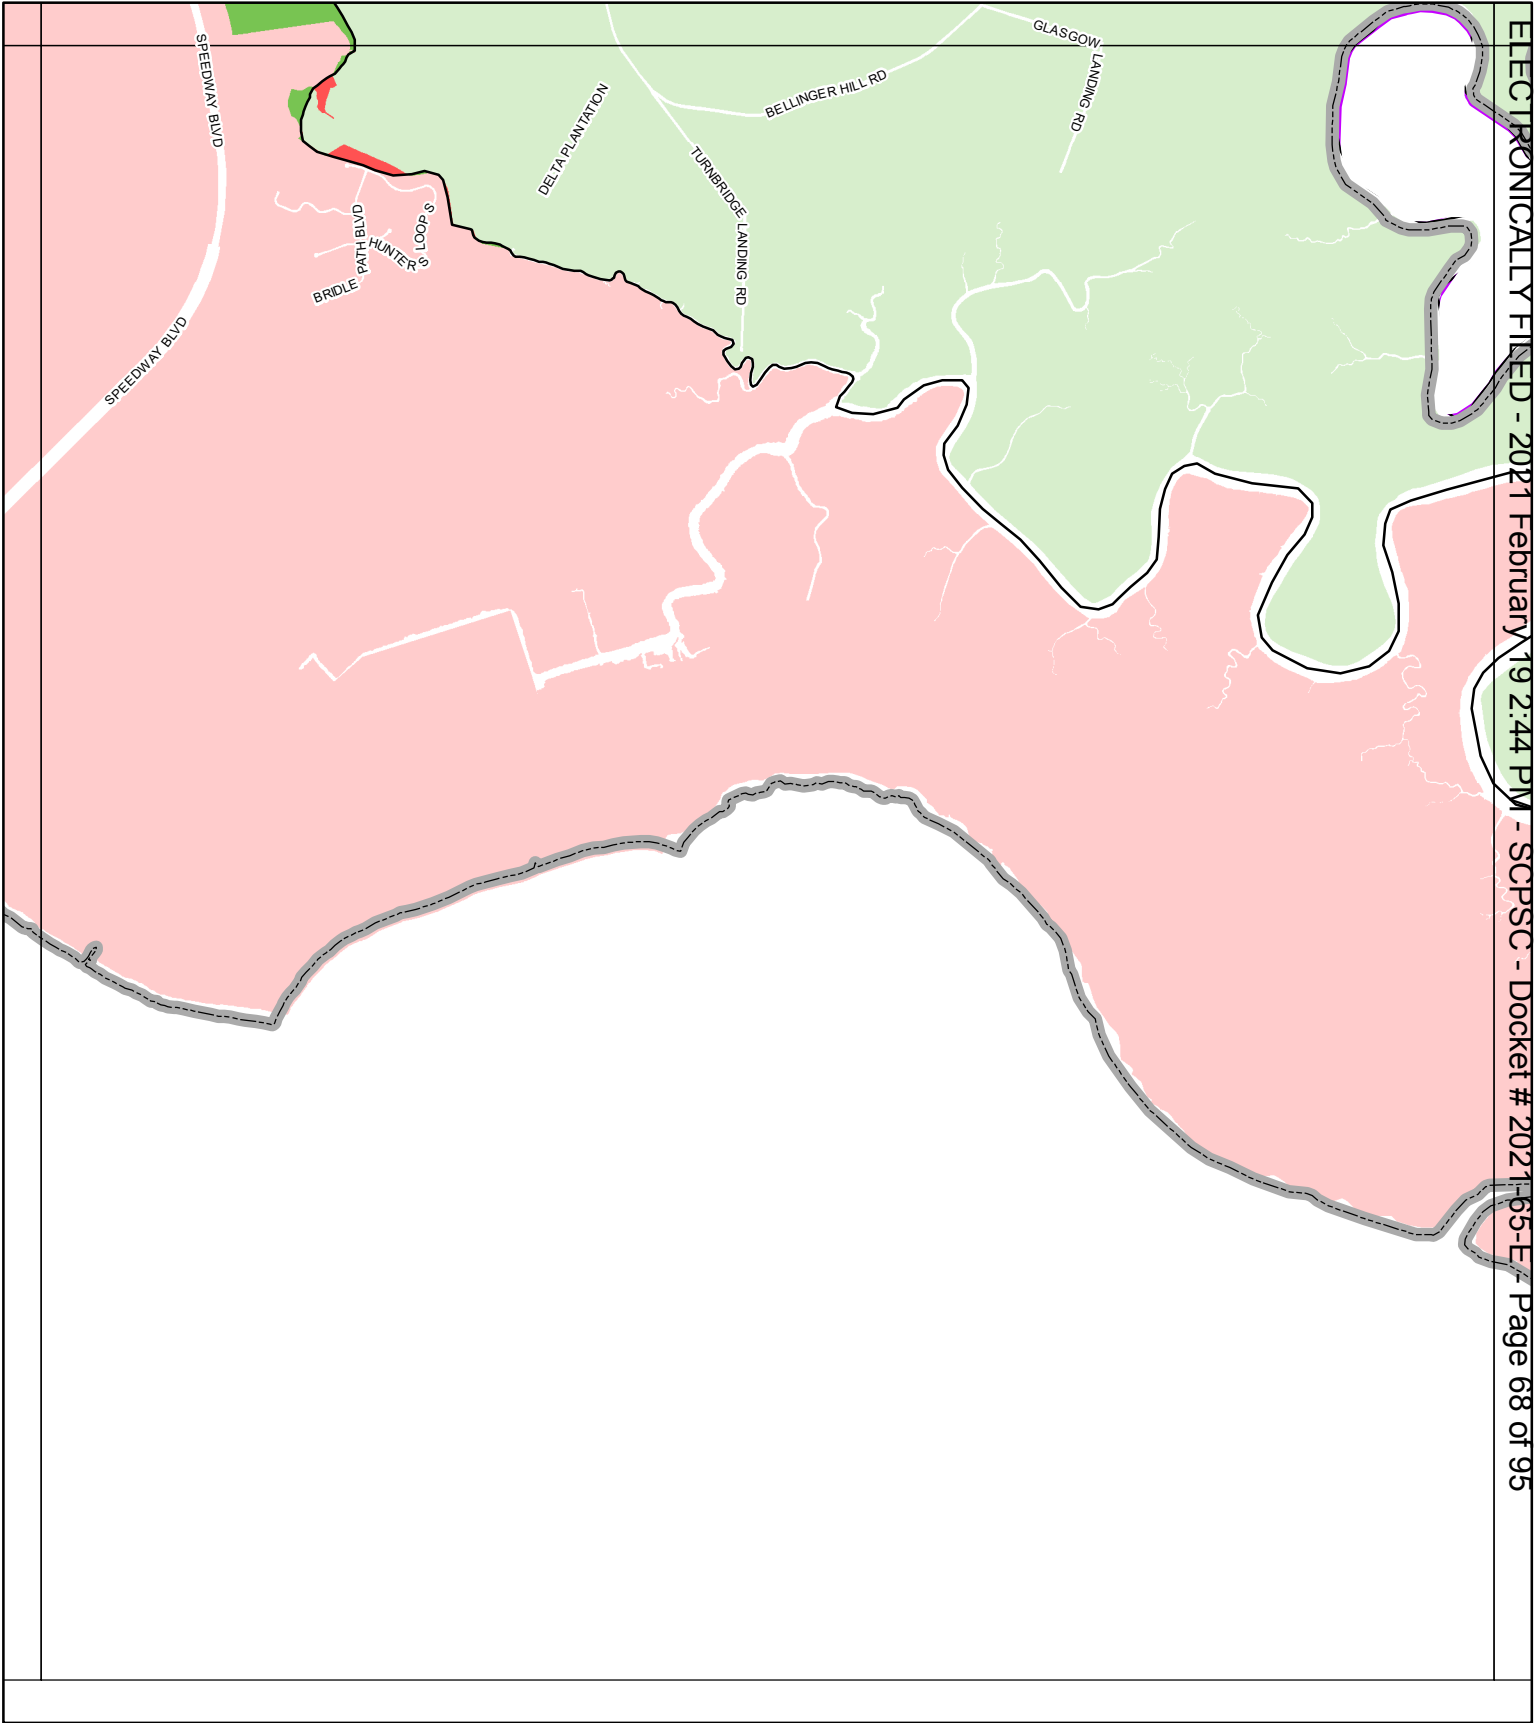 ELECTRONICALLY FILED - 2021 February 19 2:44 PM - SCPSC - Docket # 2021-65-E - Page 68 of 95
SPEEDWAY BLVD
GLASGOW LANDING RD
BELLINGER HILL RD
DELTA PLANTATION
TURNBRIDGE LANDING RD
BRIDLE PATH BLVD
HUNTER S LOOP S
SPEEDWAY BLVD